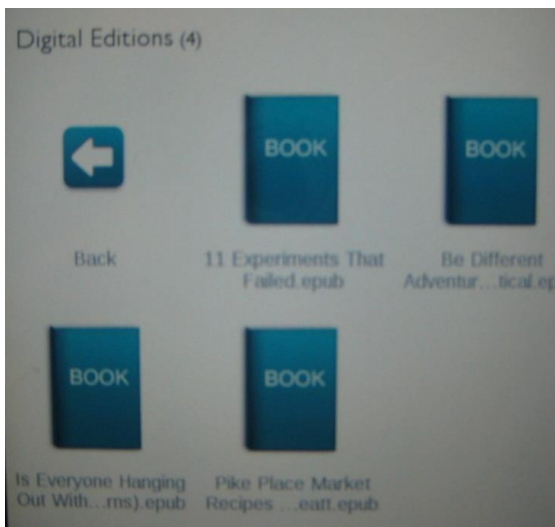 Digital Editions (4)
BOOK
BOOK
Back
11 Experiments That
Failed.epub
Be Different
Adventur...tical.ep
BOOK
BOOK
Is Everyone Hanging
Out With...ms).epub
Pike Place Market
Recipes ...eatt.epub